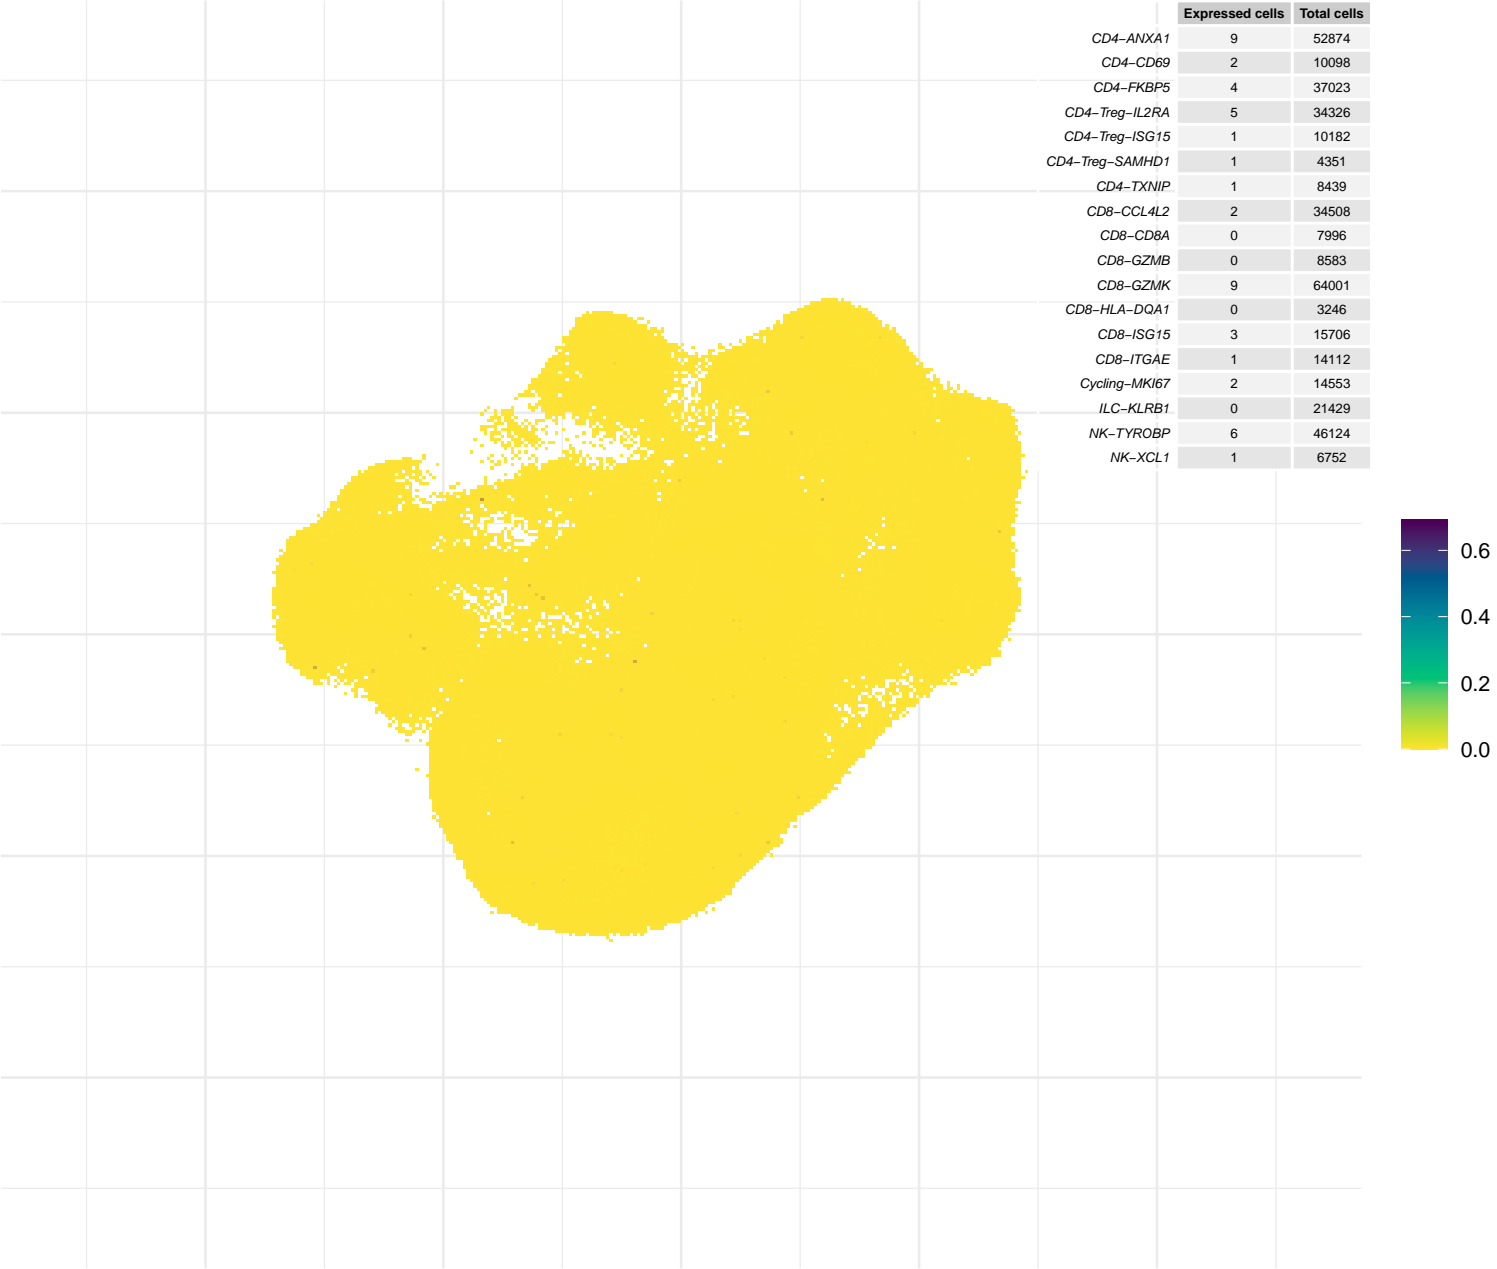 Expressed cells Total cells
CD4−ANXA1 9 52874
CD4−CD69 2 10098
CD4−FKBP5 4 37023
CD4−Treg−IL2RA 5 34326
CD4−Treg−ISG15 1 10182
CD4−Treg−SAMHD1 1 4351
CD4−TXNIP 1 8439
CD8−CCL4L2 2 34508
CD8−CD8A 0 7996
CD8−GZMB 0 8583
CD8−GZMK 9 64001
CD8−HLA−DQA1 0 3246
CD8−ISG15 3 15706
CD8−ITGAE 1 14112
Cycling−MKI67 2 14553
ILC−KLRB1 0 21429
NK−TYROBP 6 46124
NK−XCL1 1 6752
0.6
0.4
0.2
0.0